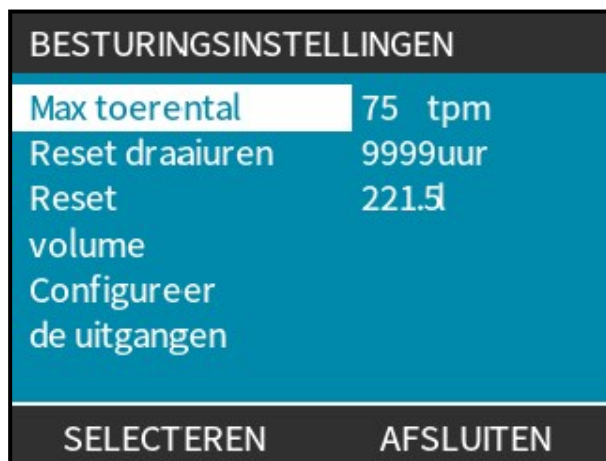 BESTURINGSINSTELLINGEN
Max toerental 75 tpm
Reset draaiuren 9999uur
Reset 221.5l
volume
Configureer
de uitgangen
SELECTEREN AFSLUITEN